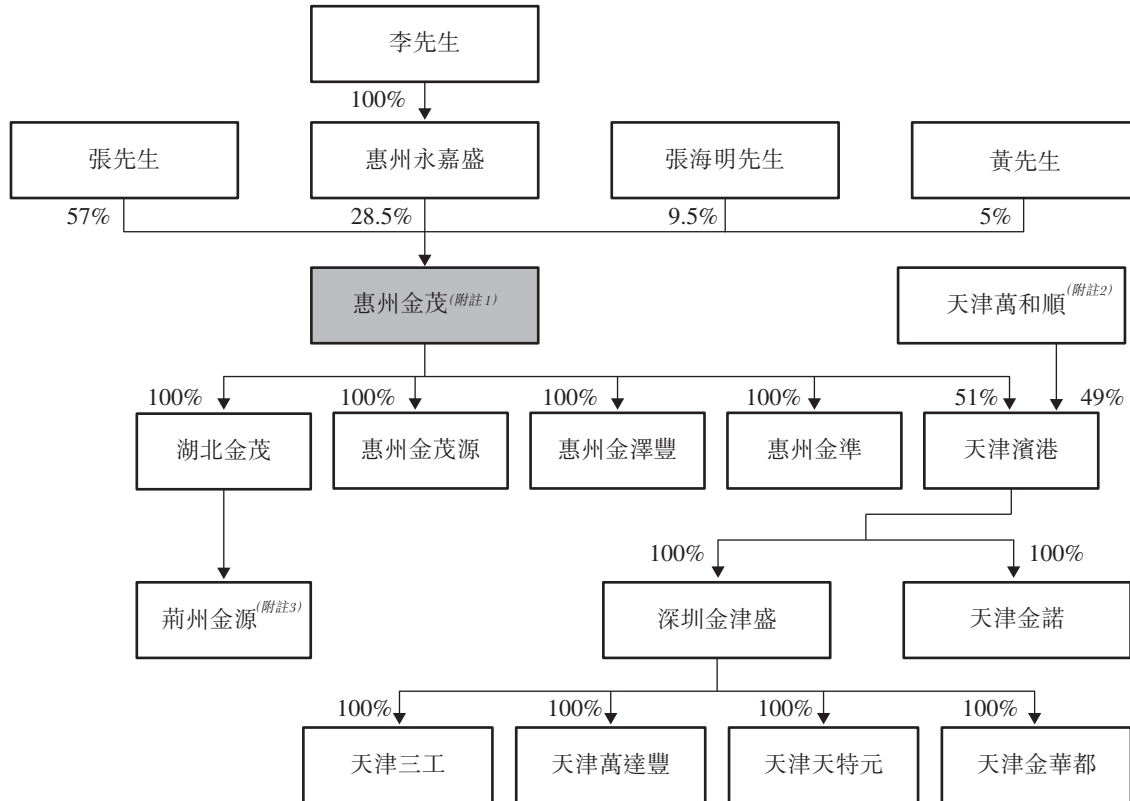 李先生
100%
張先生
惠州永嘉盛
張海明先生
黃先生
57%
28.5%
9.5%
5%
惠州金茂(附註1)
天津萬和順(附註2)
100%
100%
100%
100%
51%
49%
湖北金茂
惠州金茂源
惠州金澤豐
惠州金準
天津濱港
100%
100%
荊州金源(附註3)
深圳金津盛
天津金諾
100%
100%
100%
100%
天津三工
天津萬達豐
天津天特元
天津金華都